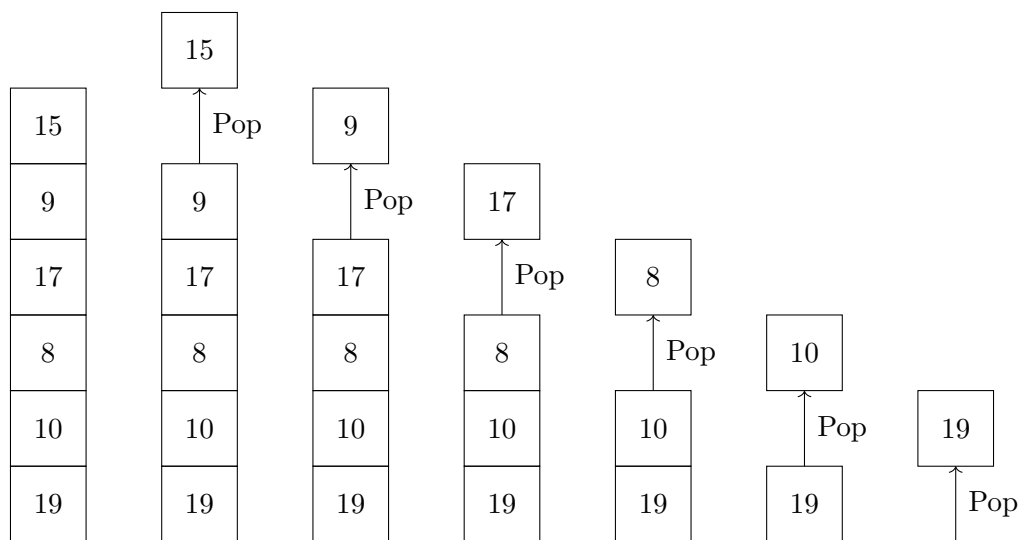 15
15 Pop 9
9 9 Pop 17
17 17 17 Pop 8
8 8 8 8 Pop 10
10 10 10 10 10 Pop 19
19 19 19 19 19 19 Pop